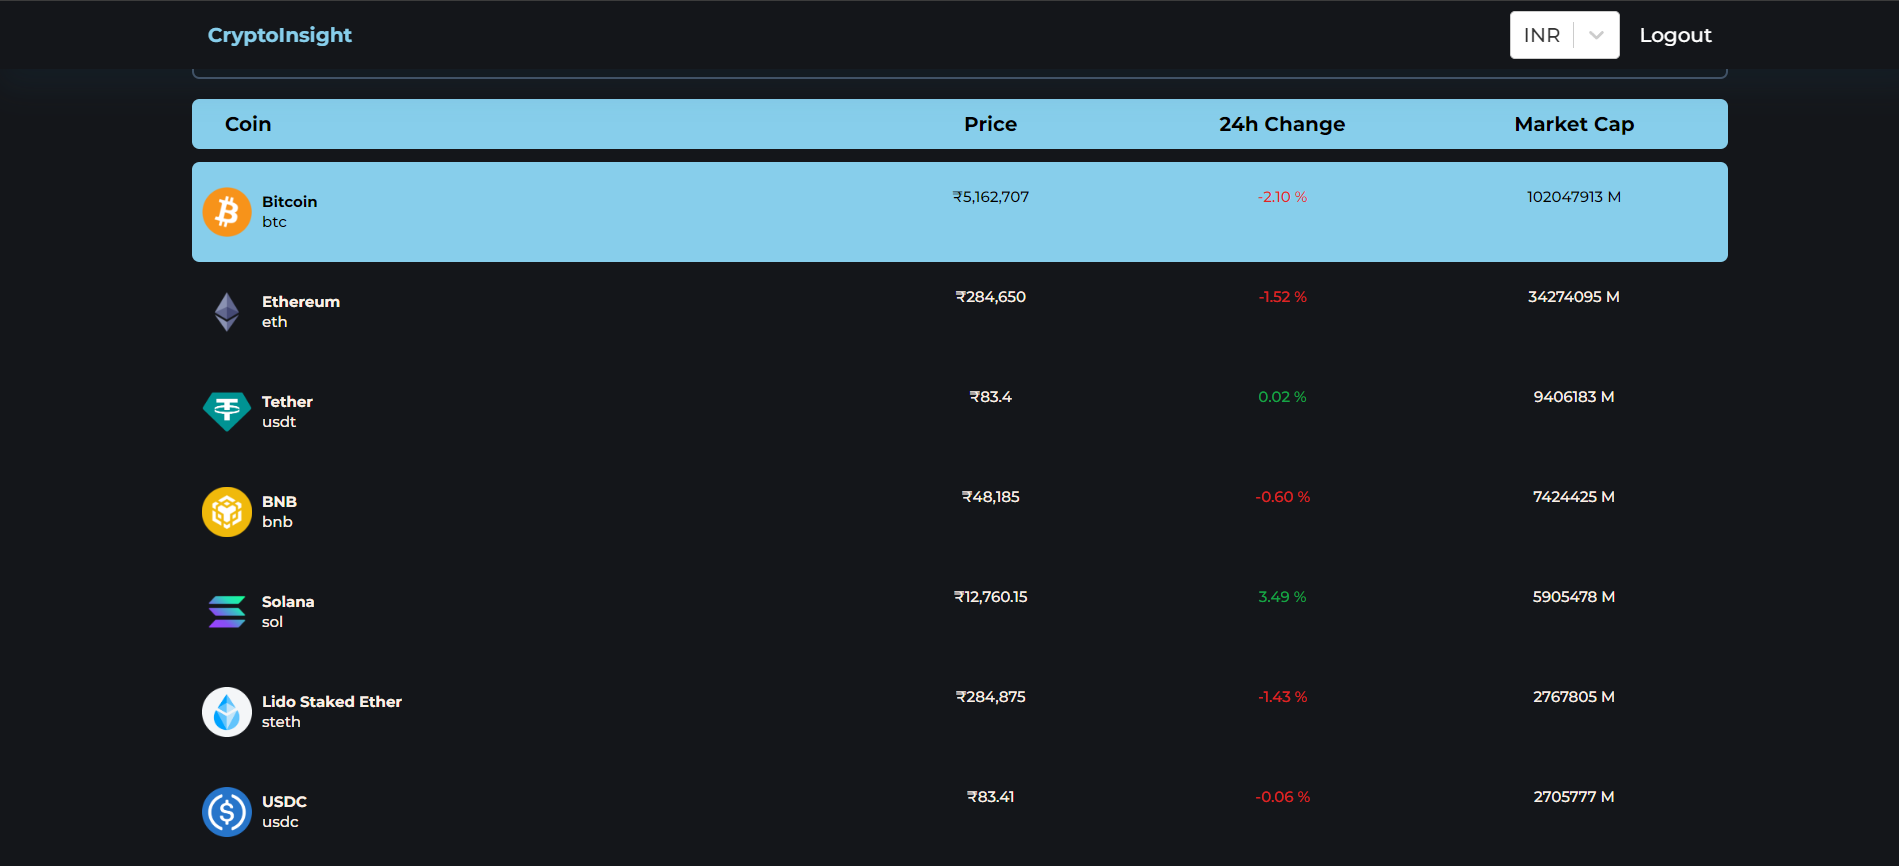 CryptoInsight
INR
Logout
Coin Price 24h Change Market Cap
Bitcoin
btc
₹5,162,707 -2.10 % 102047913 M
Ethereum
eth
₹284,650 -1.52 % 34274095 M
Tether
usdt
₹83.4 0.02 % 9406183 M
BNB
bnb
₹48,185 -0.60 % 7424425 M
Solana
sol
₹12,760.15 3.49 % 5905478 M
Lido Staked Ether
steth
₹284,875 -1.43 % 2767805 M
USDC
usdc
₹83.41 -0.06 % 2705777 M